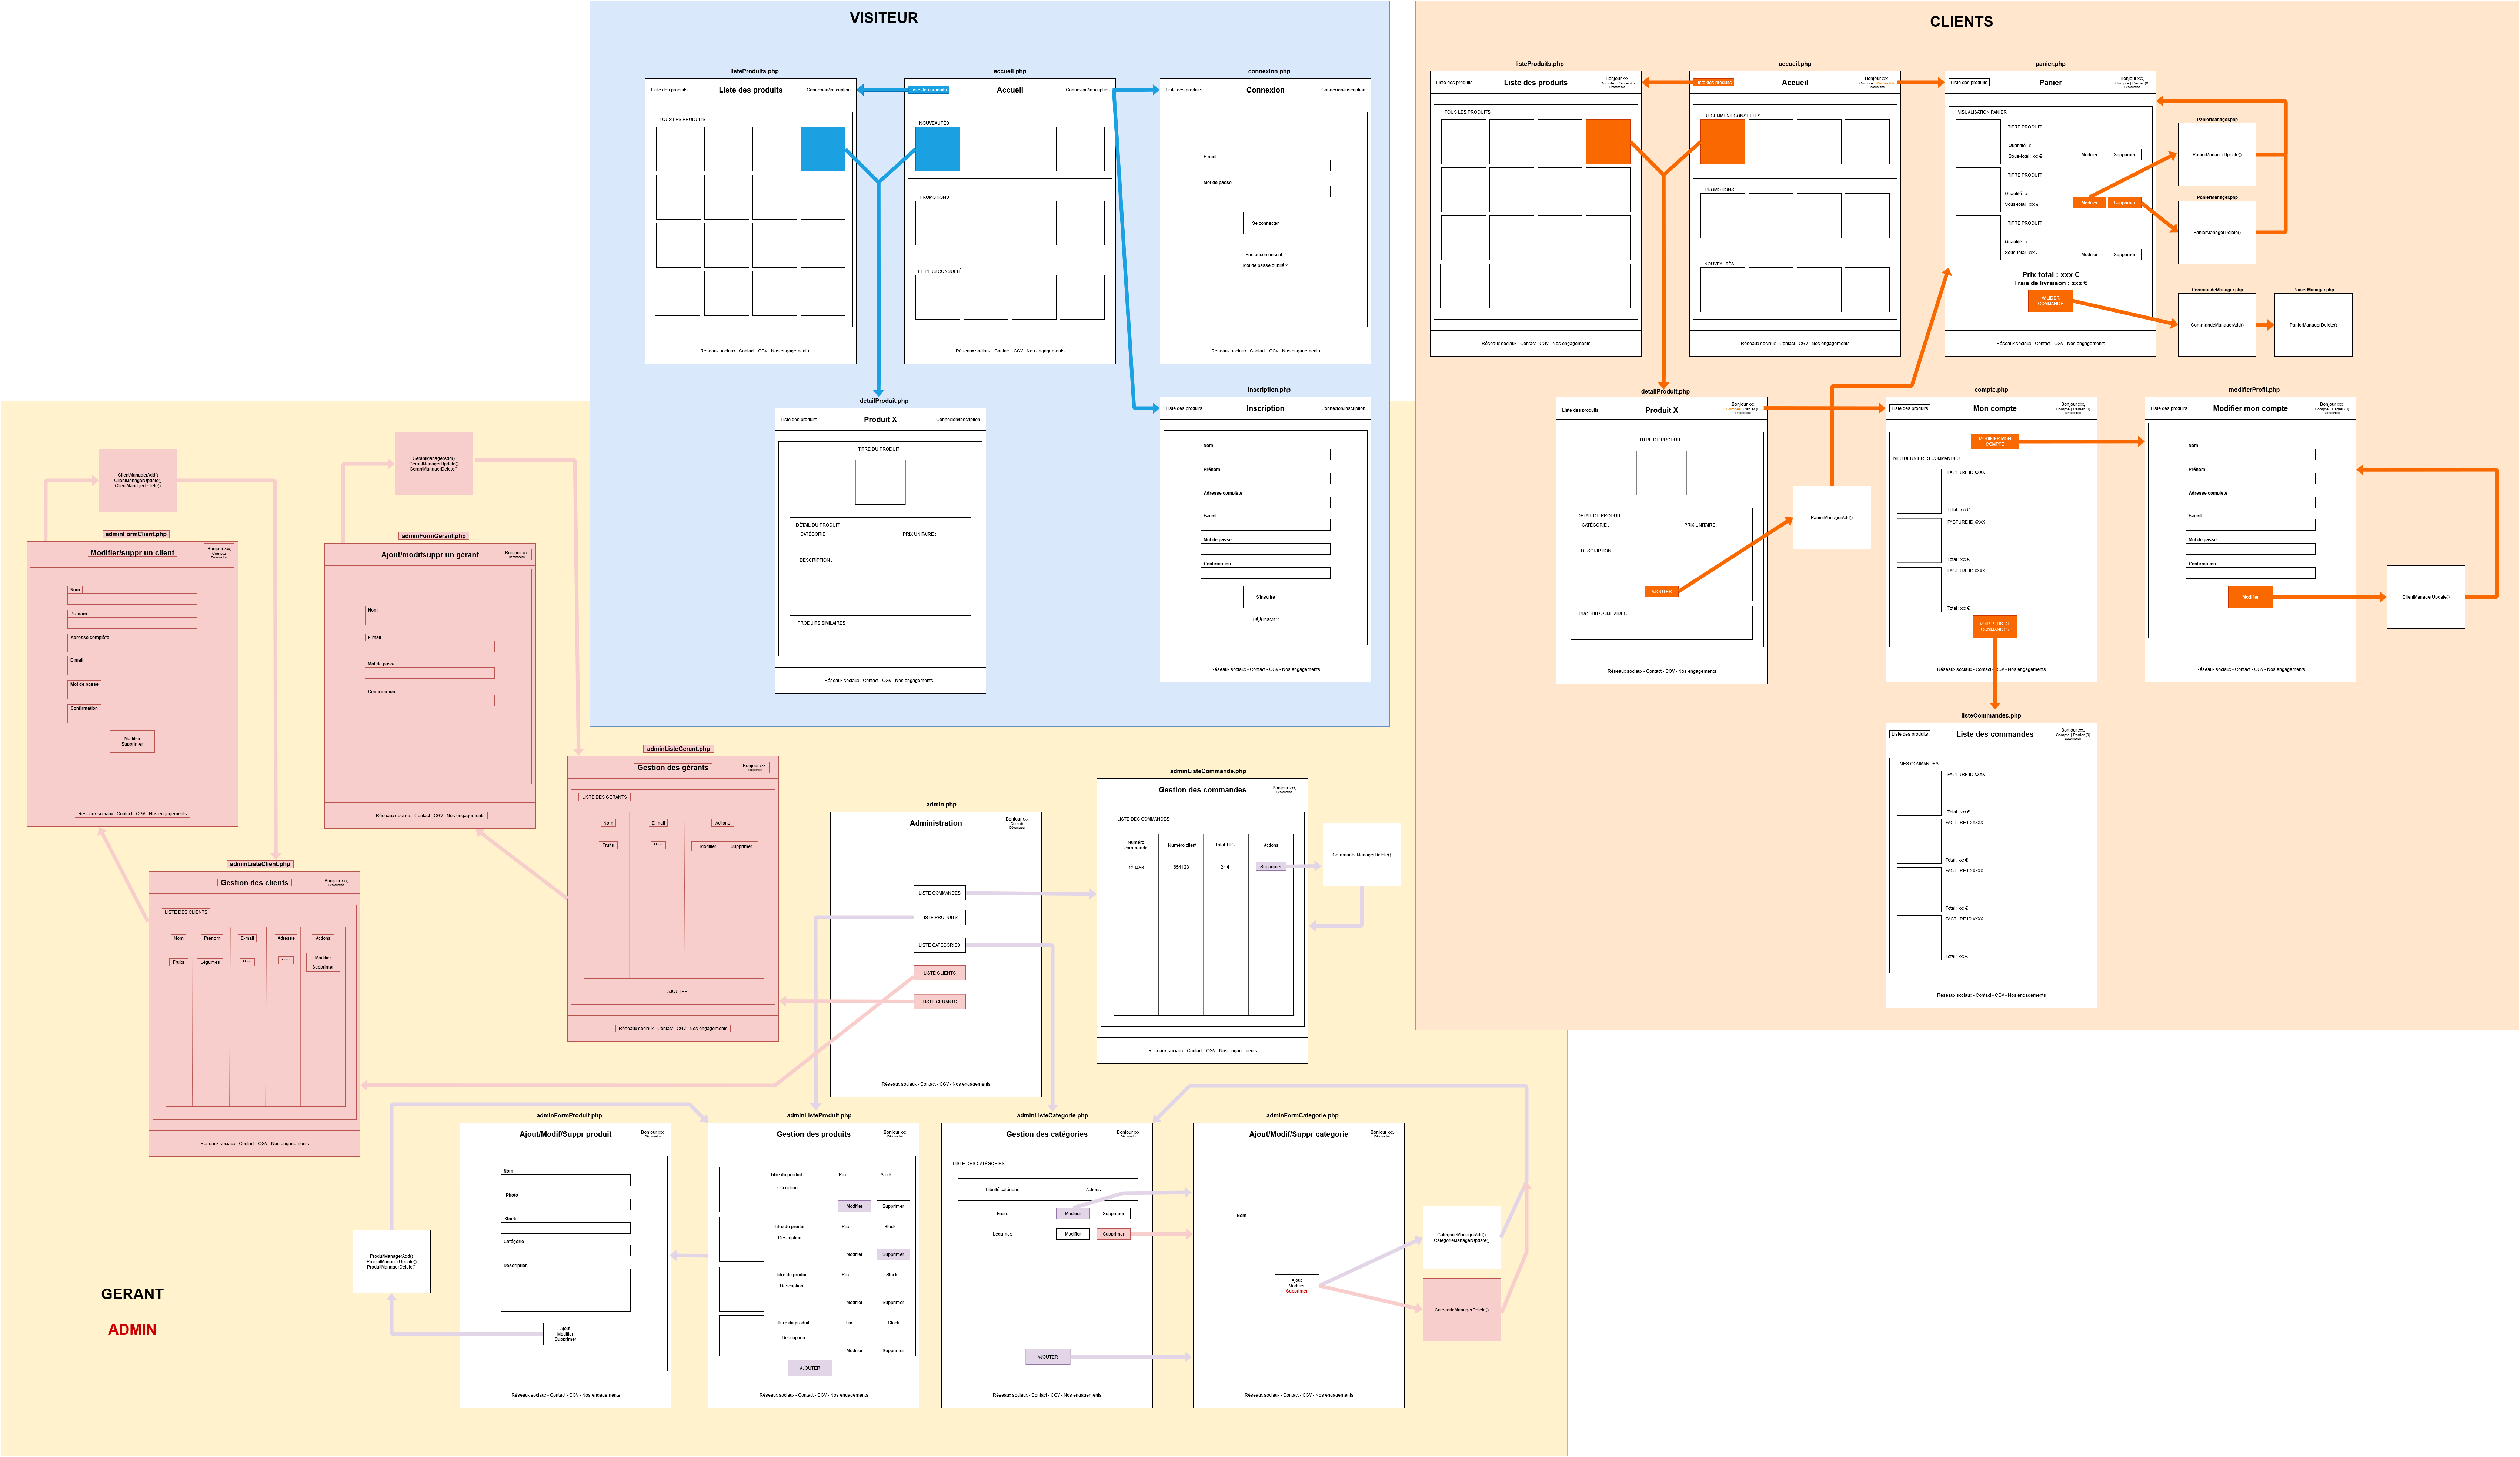 VISITEUR
listeProduits.php
Liste des produits
Liste des produits
Connexion/inscription
TOUS LES PRODUITS
Réseaux sociaux - Contact - CGV - Nos engagements
accueil.php
Liste des produits
Accueil
Connexion/inscription
NOUVEAUTÉS
PROMOTIONS
LE PLUS CONSULTÉ
Réseaux sociaux - Contact - CGV - Nos engagements
connexion.php
Liste des produits
Connexion
Connexion/inscription
E-mail
Mot de passe
Se connecter
Pas encore inscrit ?
Mot de passe oublié ?
Réseaux sociaux - Contact - CGV - Nos engagements
detailProduit.php
Liste des produits
Produit X
Connexion/inscription
TITRE DU PRODUIT
DÉTAIL DU PRODUIT
CATÉGORIE :
PRIX UNITAIRE :
DESCRIPTION :
PRODUITS SIMILAIRES
Réseaux sociaux - Contact - CGV - Nos engagements
inscription.php
Liste des produits
Inscription
Connexion/inscription
Nom
Prénom
Adresse complète
E-mail
Mot de passe
Confirmation
S'inscrire
Déjà inscrit ?
Réseaux sociaux - Contact - CGV - Nos engagements
CLIENTS
listeProduits.php
Liste des produits
Liste des produits
Bonjour xxx,
Compte | Panier (0)
Déconnexion
TOUS LES PRODUITS
Réseaux sociaux - Contact - CGV - Nos engagements
accueil.php
Liste des produits
Accueil
Bonjour xxx,
Compte | Panier (0)
Déconnexion
RÉCEMMENT CONSULTÉS
PROMOTIONS
NOUVEAUTÉS
Réseaux sociaux - Contact - CGV - Nos engagements
panier.php
Liste des produits
Panier
Bonjour xxx,
Compte | Panier (0)
Déconnexion
VISUALISATION PANIER
TITRE PRODUIT
Quantité : x
Sous-total : xxx €
Modifier
Supprimer
TITRE PRODUIT
Quantité : x
Sous-total : xxx €
Modifier
Supprimer
TITRE PRODUIT
Quantité : x
Sous-total : xxx €
Modifier
Supprimer
Prix total : xxx €
Frais de livraison : xxx €
VALIDER
COMMANDE
Réseaux sociaux - Contact - CGV - Nos engagements
PanierManager.php
PanierManagerUpdate()
PanierManager.php
PanierManagerDelete()
CommandeManager.php
CommandeManagerAdd()
PanierManager.php
PanierManagerDelete()
detailProduit.php
Liste des produits
Produit X
Bonjour xxx,
Compte | Panier (0)
Déconnexion
TITRE DU PRODUIT
DÉTAIL DU PRODUIT
CATÉGORIE :
PRIX UNITAIRE :
DESCRIPTION :
AJOUTER
PRODUITS SIMILAIRES
Réseaux sociaux - Contact - CGV - Nos engagements
PanierManagerAdd()
compte.php
Liste des produits
Mon compte
Bonjour xxx,
Compte | Panier (0)
Déconnexion
MODIFIER MON
COMPTE
MES DERNIERES COMMANDES
FACTURE ID XXXX
Total : xxx €
FACTURE ID XXXX
Total : xxx €
FACTURE ID XXXX
Total : xxx €
VOIR PLUS DE
COMMANDES
Réseaux sociaux - Contact - CGV - Nos engagements
modifierProfil.php
Liste des produits
Modifier mon compte
Bonjour xxx,
Compte | Panier (0)
Déconnexion
Nom
Prénom
Adresse complète
E-mail
Mot de passe
Confirmation
Modifier
Réseaux sociaux - Contact - CGV - Nos engagements
ClientManagerUpdate()
listeCommandes.php
Liste des produits
Liste des commandes
Bonjour xxx,
Compte | Panier (0)
Déconnexion
MES COMMANDES
FACTURE ID XXXX
Total : xxx €
FACTURE ID XXXX
Total : xxx €
FACTURE ID XXXX
Total : xxx €
FACTURE ID XXXX
Total : xxx €
Réseaux sociaux - Contact - CGV - Nos engagements
ClientManagerAdd()
ClientManagerUpdate()
ClientManagerDelete()
adminFormClient.php
Modifier/suppr un client
Bonjour xxx,
Compte
Déconnexion
Nom
Prénom
Adresse complète
E-mail
Mot de passe
Confirmation
Modifier
Supprimer
Réseaux sociaux - Contact - CGV - Nos engagements
GerantManagerAdd()
GerantManagerUpdate()
GerantManagerDelete()
adminFormGerant.php
Ajout/modifsuppr un gérant
Bonjour xxx,
Déconnexion
Nom
E-mail
Mot de passe
Confirmation
Réseaux sociaux - Contact - CGV - Nos engagements
adminListeGerant.php
Gestion des gérants
Bonjour xxx,
Déconnexion
LISTE DES GERANTS
Nom
E-mail
Actions
Fruits
*****
Modifier
Supprimer
AJOUTER
Réseaux sociaux - Contact - CGV - Nos engagements
adminListeClient.php
Gestion des clients
Bonjour xxx,
Déconnexion
LISTE DES CLIENTS
Nom
Prénom
E-mail
Adresse
Actions
Fruits
Légumes
*****
*****
Modifier
Supprimer
Réseaux sociaux - Contact - CGV - Nos engagements
admin.php
Administration
Bonjour xxx,
Compte
Déconnexion
LISTE COMMANDES
LISTE PRODUITS
LISTE CATEGORIES
LISTE CLIENTS
LISTE GERANTS
Réseaux sociaux - Contact - CGV - Nos engagements
adminListeCommande.php
Gestion des commandes
Bonjour xxx,
Déconnexion
LISTE DES COMMANDES
Numéro
commande
Numéro client
Total TTC
Actions
123456
854123
24 €
Supprimer
Réseaux sociaux - Contact - CGV - Nos engagements
CommandeManagerDelete()
adminFormProduit.php
Ajout/Modif/Suppr produit
Bonjour xxx,
Déconnexion
Nom
Photo
Stock
Catégorie
Description
Ajout
Modifier
Supprimer
Réseaux sociaux - Contact - CGV - Nos engagements
ProduitManagerAdd()
ProduitManagerUpdate()
ProduitManagerDelete()
adminListeProduit.php
Gestion des produits
Bonjour xxx,
Déconnexion
Titre du produit
Prix
Stock
Description
Modifier
Supprimer
Titre du produit
Prix
Stock
Description
Modifier
Supprimer
Titre du produit
Prix
Stock
Description
Modifier
Supprimer
Titre du produit
Prix
Stock
Description
Modifier
Supprimer
AJOUTER
Réseaux sociaux - Contact - CGV - Nos engagements
adminListeCategorie.php
Gestion des catégories
Bonjour xxx,
Déconnexion
LISTE DES CATÉGORIES
Libellé catégorie
Actions
Fruits
Modifier
Supprimer
Légumes
Modifier
Supprimer
AJOUTER
Réseaux sociaux - Contact - CGV - Nos engagements
adminFormCategorie.php
Ajout/Modif/Suppr categorie
Bonjour xxx,
Déconnexion
Nom
Ajout
Modifier
Supprimer
Réseaux sociaux - Contact - CGV - Nos engagements
CategorieManagerAdd()
CategorieManagerUpdate()
CategorieManagerDelete()
GERANT
ADMIN